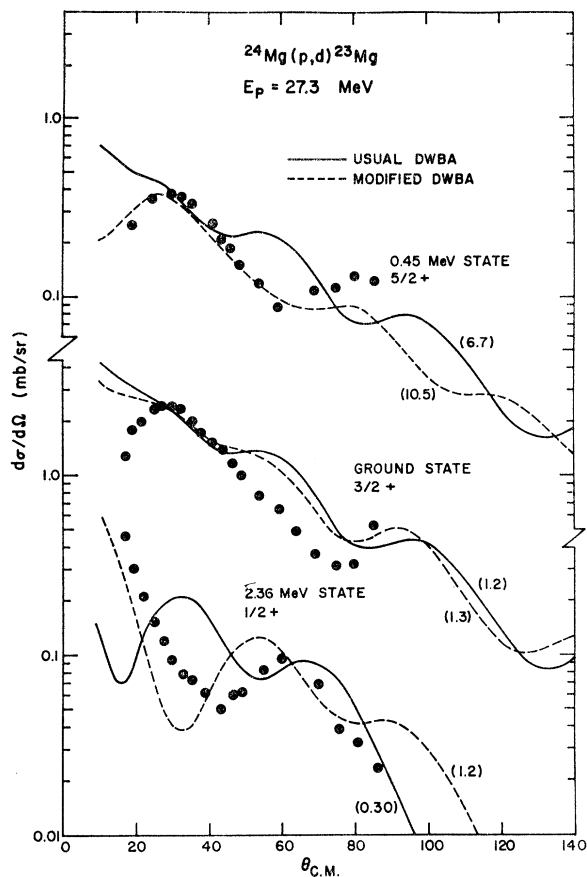 ²⁴Mg(p,d)²³Mg
E_P = 27.3 MeV
USUAL DWBA
MODIFIED DWBA
0.45 MeV STATE
5/2+
(6.7)
(10.5)
GROUND STATE
3/2+
(1.2)
(1.3)
2.36 MeV STATE
1/2+
(1.2)
(0.30)
dσ/dΩ (mb/sr)
1.0
0.1
1.0
0.1
0.01
0
20
40
60
80
100
120
140
θ_C.M.